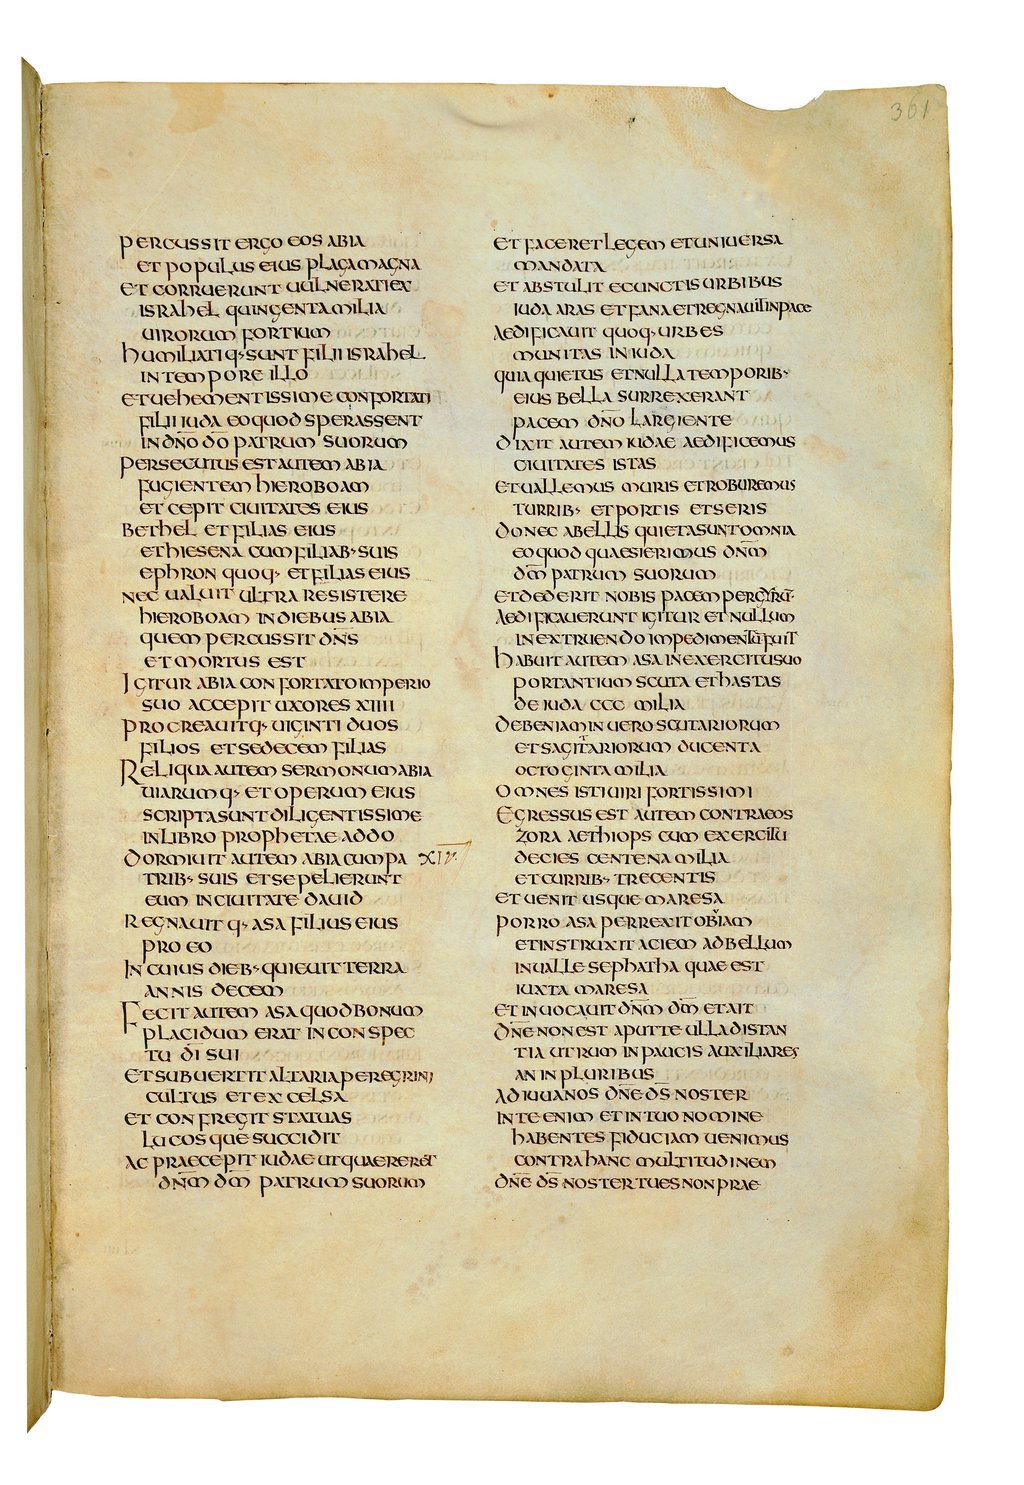 361
PERCUSSIT ERGO EOS ABIA
ET POPULUS EIUS PLAGA MAGNA
ET CORRUERUNT UULNERATI EX
ISRAHEL QUINGENTA MILIA
UIRORUM FORTIUM
HUMILIATIQ· SUNT FILII ISRAHEL
IN TEMPORE ILLO
ET UEHEMENTISSIME CONFORTATI
FILII IUDA EO QUOD SPERASSENT
IN DÑO DO PATRUM SUORUM
PERSECUTUS EST AUTEM ABIA
FUGIENTEM HIEROBOAM
ET CEPIT CIUITATES EIUS
BETHEL ET FILIAS EIUS
ET HIESENA CUM FILIAB· SUIS
EPHRON QUOQ· ET FILIAS EIUS
NEC UALUIT ULTRA RESISTERE
HIEROBOAM IN DIEBUS ABIA
QUEM PERCUSSIT DÑS
ET MORTUS EST
IGITUR ABIA CONFORTATO IMPERIO
SUO ACCEPIT UXORES XIIII
PROCREAUITQ· UIGINTI DUOS
FILIOS ET SEDECEM FILIAS
RELIQUA AUTEM SERMONUM ABIA
UIARUMQ· ET OPERUM EIUS
SCRIPTA SUNT DILIGENTISSIME
IN LIBRO PROPHETAE ADDO
DORMIUIT AUTEM ABIA CUM PA XIV·
TRIB· SUIS ET SEPELIERUNT
EUM IN CIUITATE DAUID
REGNAUITQ· ASA FILIUS EIUS
PRO EO
IN CUIUS DIEB· QUIEUIT TERRA
ANNIS DECEM
FECIT AUTEM ASA QUOD BONUM
PLACIDUM ERAT IN CONSPEC
TU D̄I SUI
ET SUBUERTIT ALTARIA PEREGRINI
CULTUS ET EXCELSA
ET CONFREGIT STATUAS
LUCOSQUE SUCCIDIT
AC PRAECEPIT IUDAE UT QUAERERET
DÑM D̄M PATRUM SUORUM
ET FACERET LEGEM ET UNIUERSA
MANDATA
ET ABSTULIT E CUNCTIS URBIBUS
IUDA ARAS ET FANA ET REGNAUIT IN PACE
AEDIFICAUIT QUOQ· URBES
MUNITAS IN IUDA
QUIA QUIETUS ET NULLA TEMPORIB·
EIUS BELLA SURREXERANT
PACEM DÑO LARGIENTE
DIXIT AUTEM IUDAE AEDIFICEMUS
CIUITATES ISTAS
ET UALLEMUS MURIS ET ROBUREMUS
TURRIB· ET PORTIS ET SERIS
DONEC A BELLIS QUIETA SUNT OMNIA
EO QUOD QUAESIERIMUS DÑM
D̄M PATRUM SUORUM
ET DEDERIT NOBIS PACEM PER GYRŪ·
AEDIFICAUERUNT IGITUR ET NULLUM
IN EXTRUENDO IMPEDIMENTŪ FUIT
HABUIT AUTEM ASA IN EXERCITU SUO
PORTANTIUM SCUTA ET HASTAS
DE IUDA CCC MILIA
DE BENIAMIN UERO SCUTARIORUM
ET SAGITTARIORUM DUCENTA
OCTOGINTA MILIA
OMNES ISTI UIRI FORTISSIMI
EGRESSUS EST AUTEM CONTRA EOS
ZORA AETHIOPS CUM EXERCITU
DECIES CENTENA MILIA
ET CURRIB· TRECENTIS
ET UENIT USQUE MARESA
PORRO ASA PERREXIT OBVIAM
ET INSTRUXIT ACIEM AD BELLUM
IN UALLE SEPHATHA QUAE EST
IUXTA MARESA
ET INUOCAUIT DÑM D̄M ET AIT
DÑE NON EST APUT TE ULLA DISTAN
TIA UTRUM IN PAUCIS AUXILIARES
AN IN PLURIBUS
ADIUUA NOS DÑE D̄S NOSTER
IN TE ENIM ET IN TUO NOMINE
HABENTES FIDUCIAM UENIMUS
CONTRA HANC MULTITUDINEM
DÑE D̄S NOSTER TU ES NON PRAE